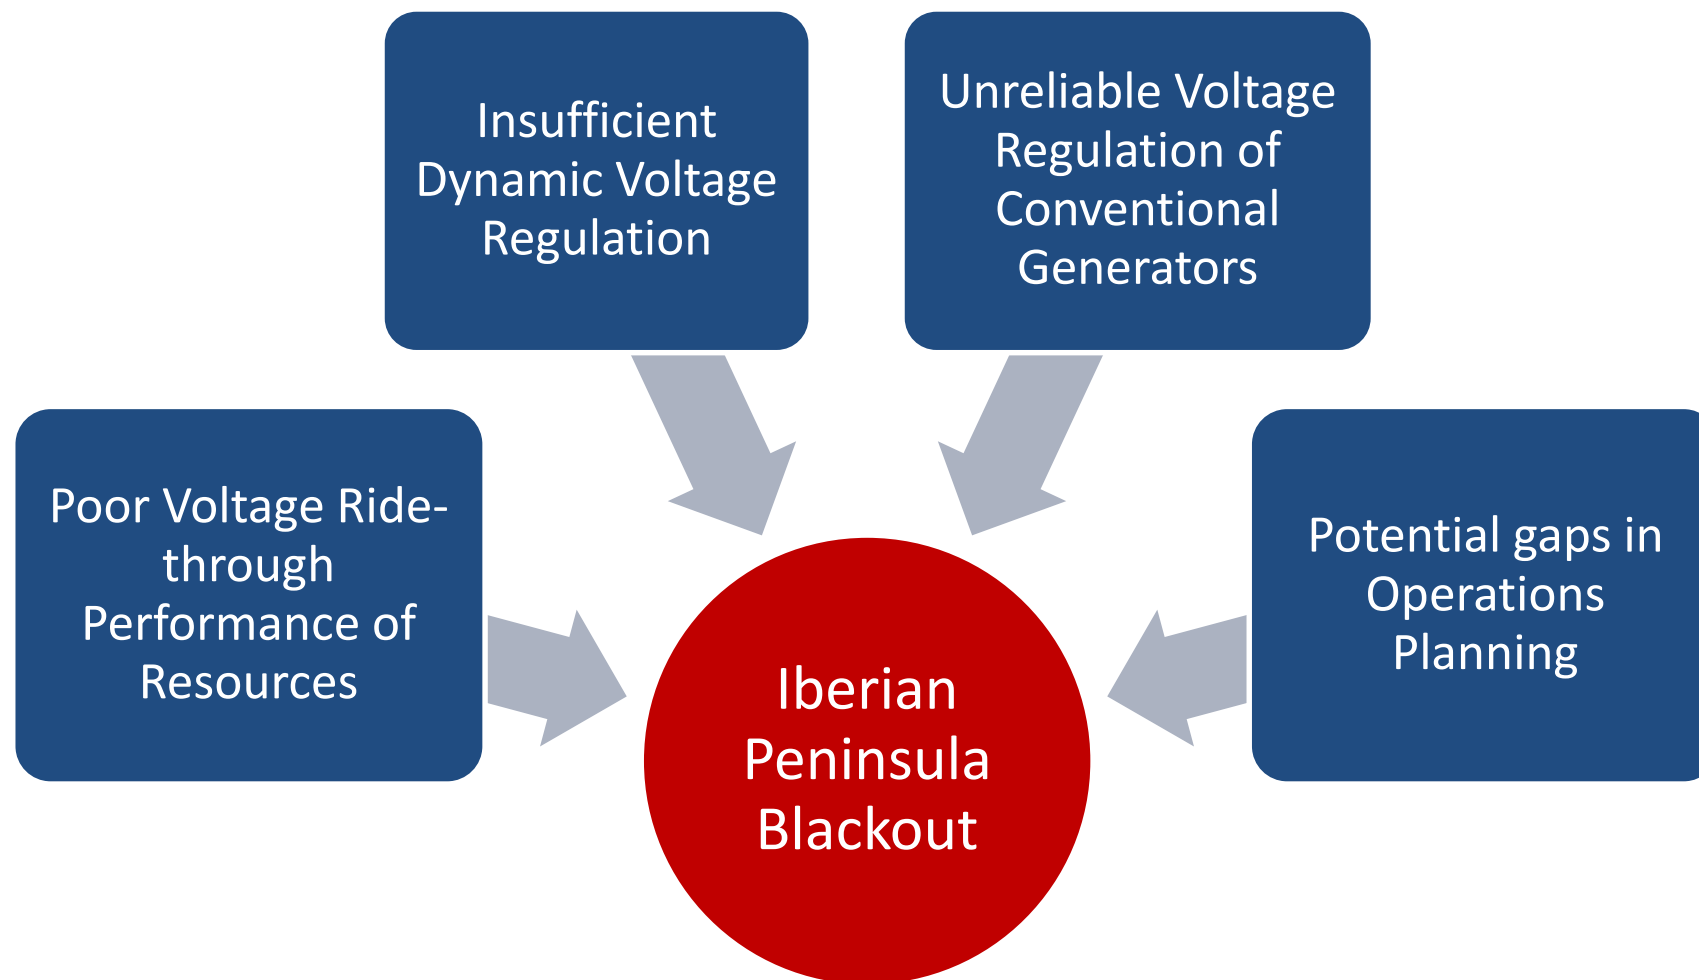 Insufficient
Dynamic Voltage
Regulation
Unreliable Voltage
Regulation of
Conventional
Generators
Poor Voltage Ride-
through
Performance of
Resources
Potential gaps in
Operations
Planning
Iberian
Peninsula
Blackout